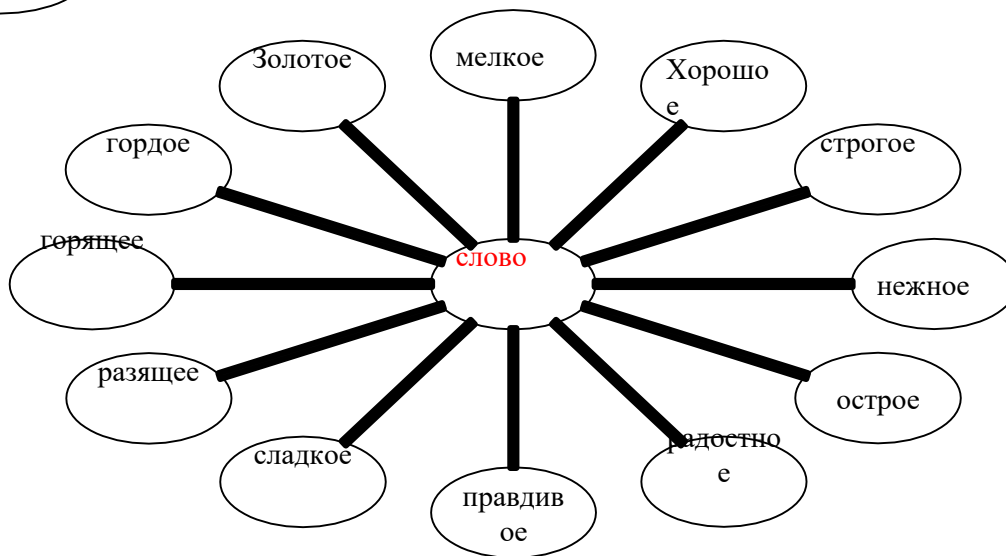 мелкое
Золотое
Хорошо
е
гордое
строгое
горящее
слово
нежное
разящее
острое
сладкое
радостно
е
правдив
ое